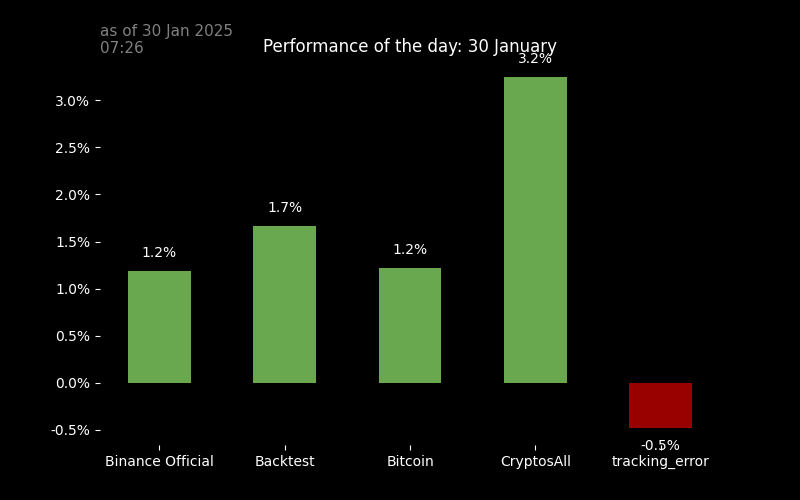 as of 30 Jan 2025
07:26
Performance of the day: 30 January
3.0%
2.5%
2.0%
1.5%
1.0%
0.5%
0.0%
-0.5%
1.2%
1.7%
1.2%
3.2%
-0.5%
Binance Official
Backtest
Bitcoin
CryptosAll
tracking_error